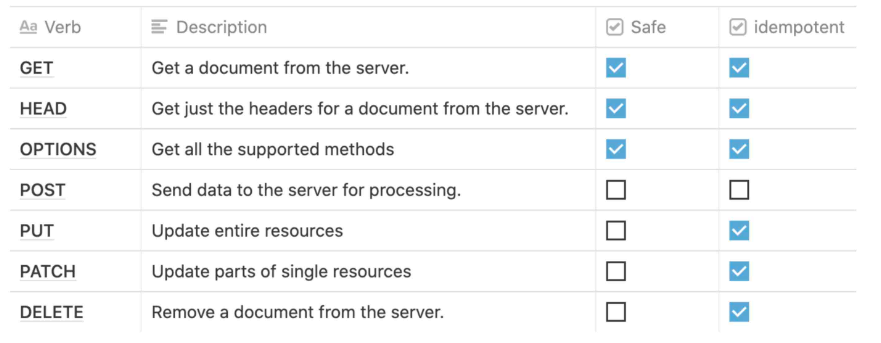 Aa Verb Description Safe idempotent
GET Get a document from the server.
HEAD Get just the headers for a document from the server.
OPTIONS Get all the supported methods
POST Send data to the server for processing.
PUT Update entire resources
PATCH Update parts of single resources
DELETE Remove a document from the server.